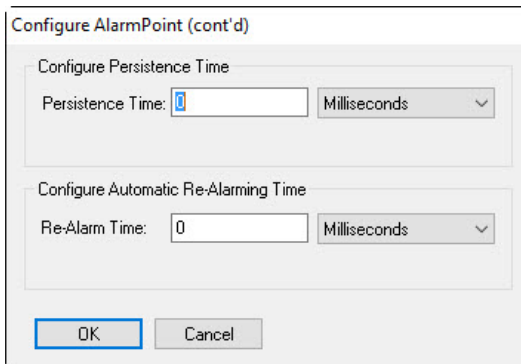 Configure AlarmPoint (cont'd)
Configure Persistence Time
Persistence Time: 0 Milliseconds
Configure Automatic Re-Alarming Time
Re-Alarm Time: 0 Milliseconds
OK Cancel